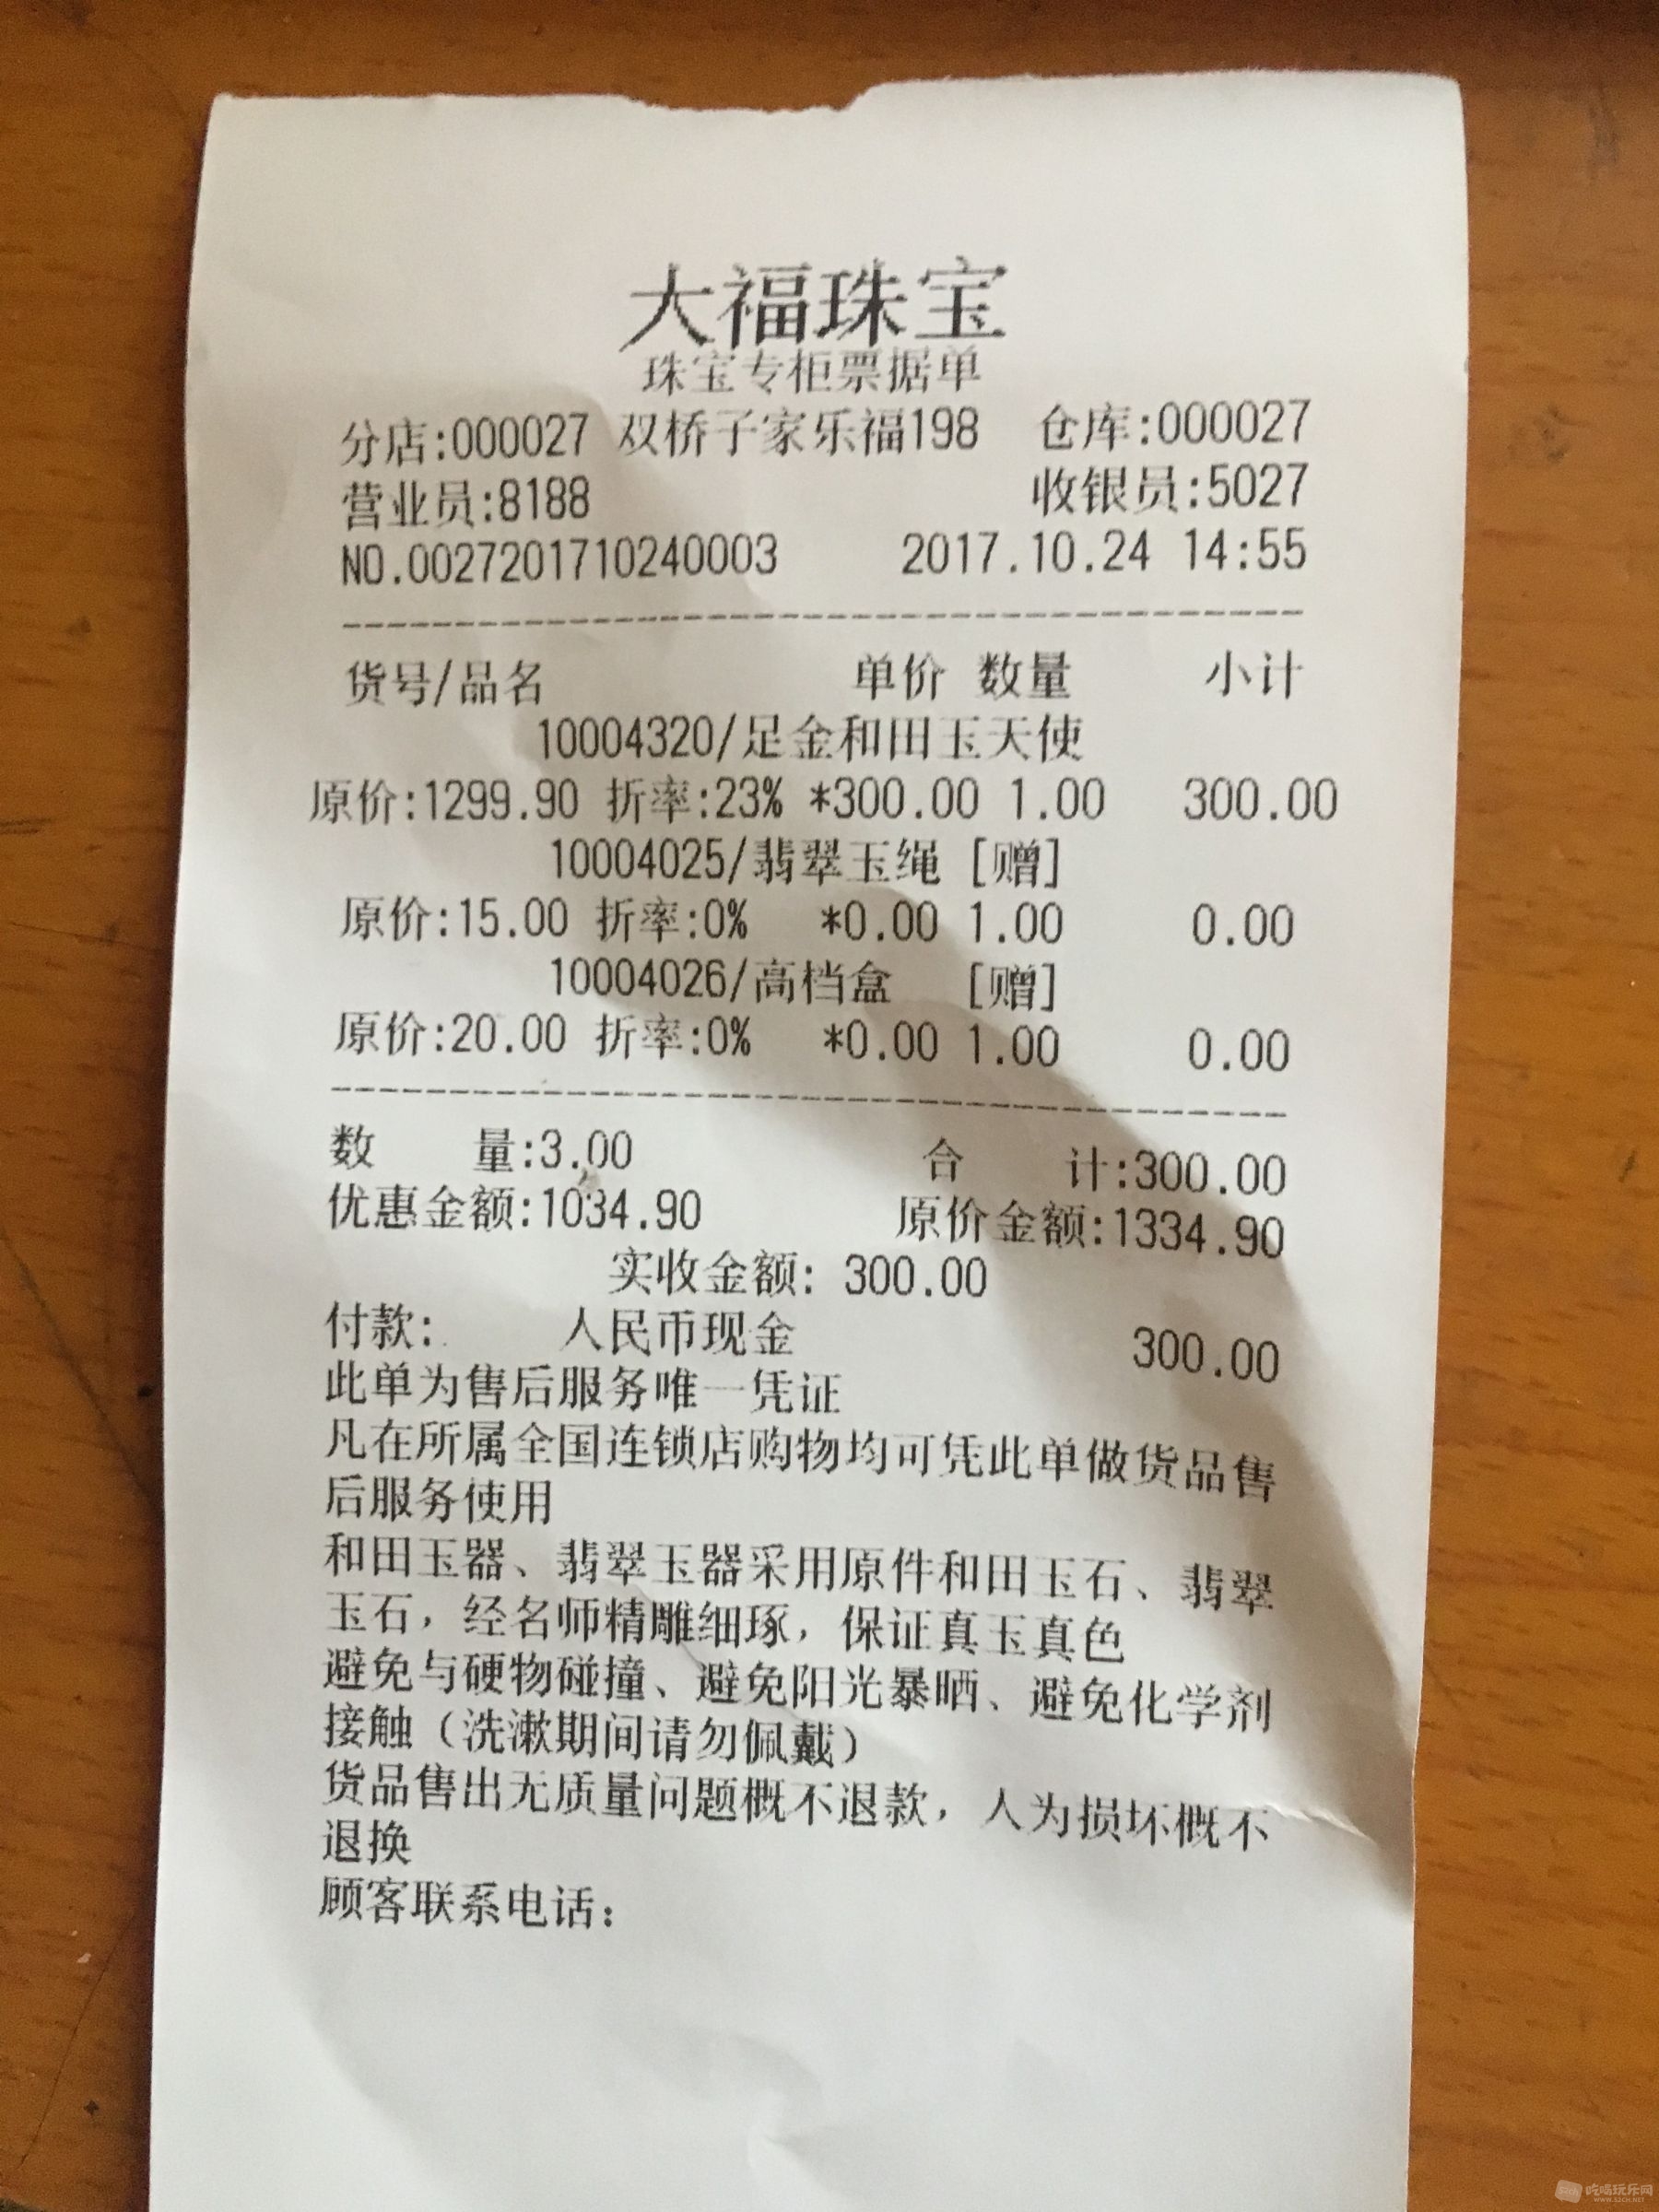 大福珠宝
珠宝专柜票据单
分店:000027 双桥子家乐福198 仓库:000027
营业员:8188 收银员:5027
NO.0027201710240003 2017.10.24 14:55
货号/品名 单价 数量 小计
10004320/足金和田玉天使
原价:1299.90 折率:23% *300.00 1.00 300.00
10004025/翡翠玉绳 [赠]
原价:15.00 折率:0% *0.00 1.00 0.00
10004026/高档盒 [赠]
原价:20.00 折率:0% *0.00 1.00 0.00
数 量:3.00 合 计:300.00
优惠金额:1034.90 原价金额:1334.90
实收金额: 300.00
付款: 人民币现金 300.00
此单为售后服务唯一凭证
凡在所属全国连锁店购物均可凭此单做货品售
后服务使用
和田玉器、翡翠玉器采用原件和田玉石、翡翠
玉石，经名师精雕细琢，保证真玉真色
避免与硬物碰撞、避免阳光暴晒、避免化学剂
接触（洗漱期间请勿佩戴）
货品售出无质量问题概不退款，人为损坏概不
退换
顾客联系电话：
吃喝玩乐网
WWW.SZCH.NET